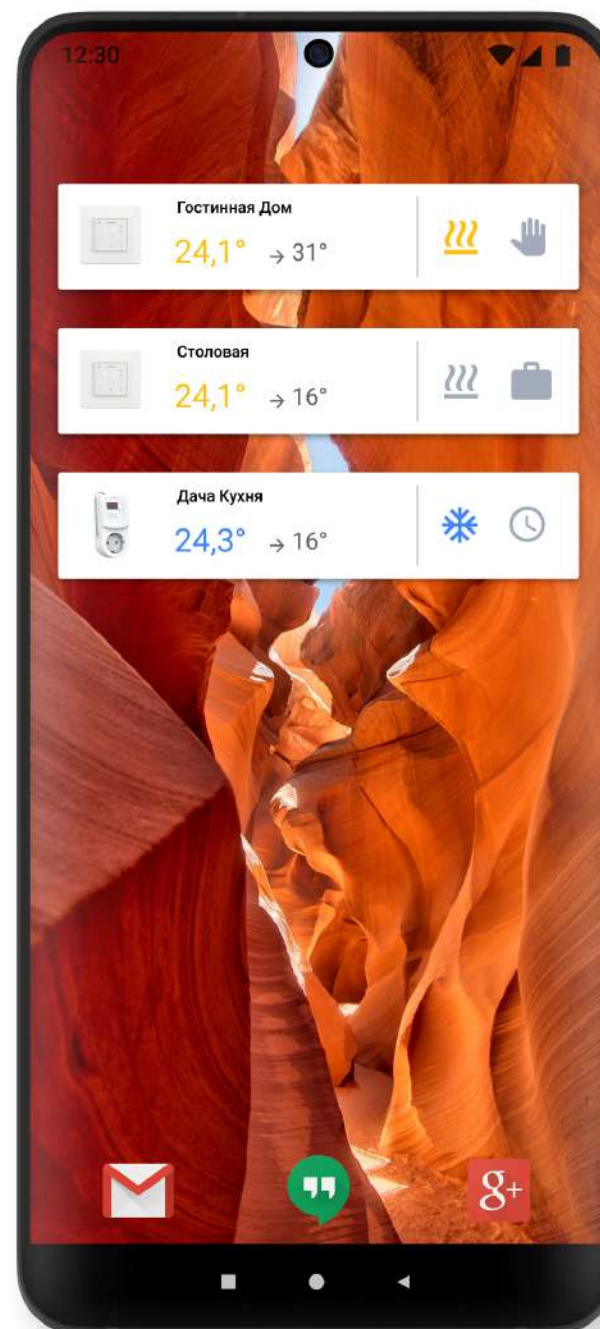 12:30
Гостинная Дом
24,1° → 31°
Столовая
24,1° → 16°
Дача Кухня
24,3° → 16°
g+